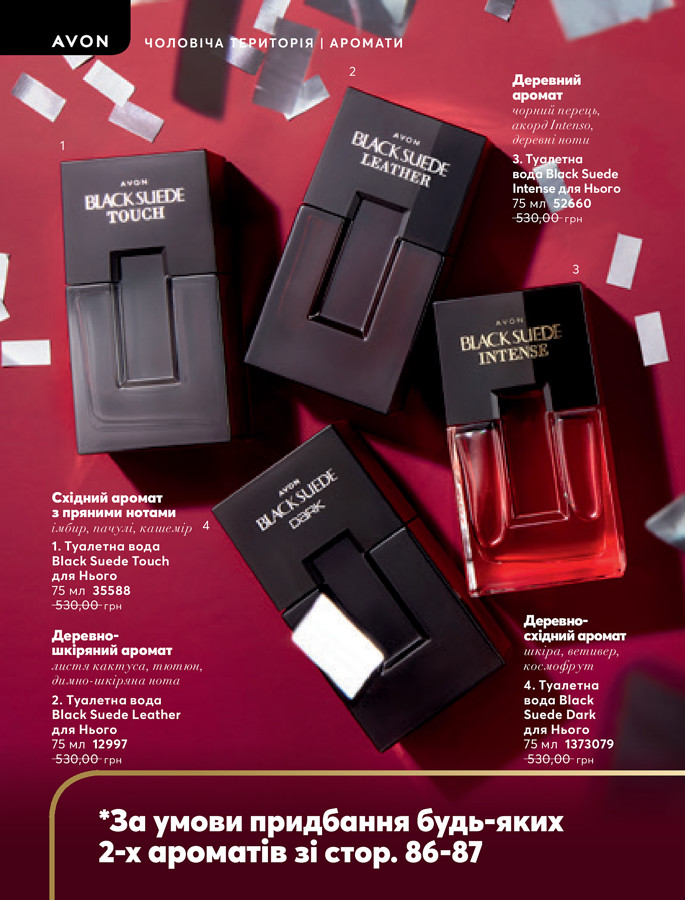 AVON
ЧОЛОВІЧА ТЕРИТОРІЯ | АРОМАТИ
1
AVON
BLACK SUEDE
TOUCH
2
AVON
BLACK SUEDE
LEATHER
Деревний
аромат
чорний перець,
акорд Intenso,
деревні ноти
3. Туалетна
вода Black Suede
Intense для Нього
75 мл 52660
530,00 грн
3
AVON
BLACK SUEDE
INTENSE
Східний аромат
з пряними нотами
імбир, пачулі, кашемір
1. Туалетна вода
Black Suede Touch
для Нього
75 мл 35588
530,00 грн
4
AVON
BLACK SUEDE
DARK
Деревно-
шкіряний аромат
листя кактуса, тютюн,
димно-шкіряна нота
2. Туалетна вода
Black Suede Leather
для Нього
75 мл 12997
530,00 грн
Деревно-
східний аромат
шкіра, ветивер,
космофрут
4. Туалетна
вода Black
Suede Dark
для Нього
75 мл 1373079
530,00 грн
*За умови придбання будь-яких
2-х ароматів зі стор. 86-87